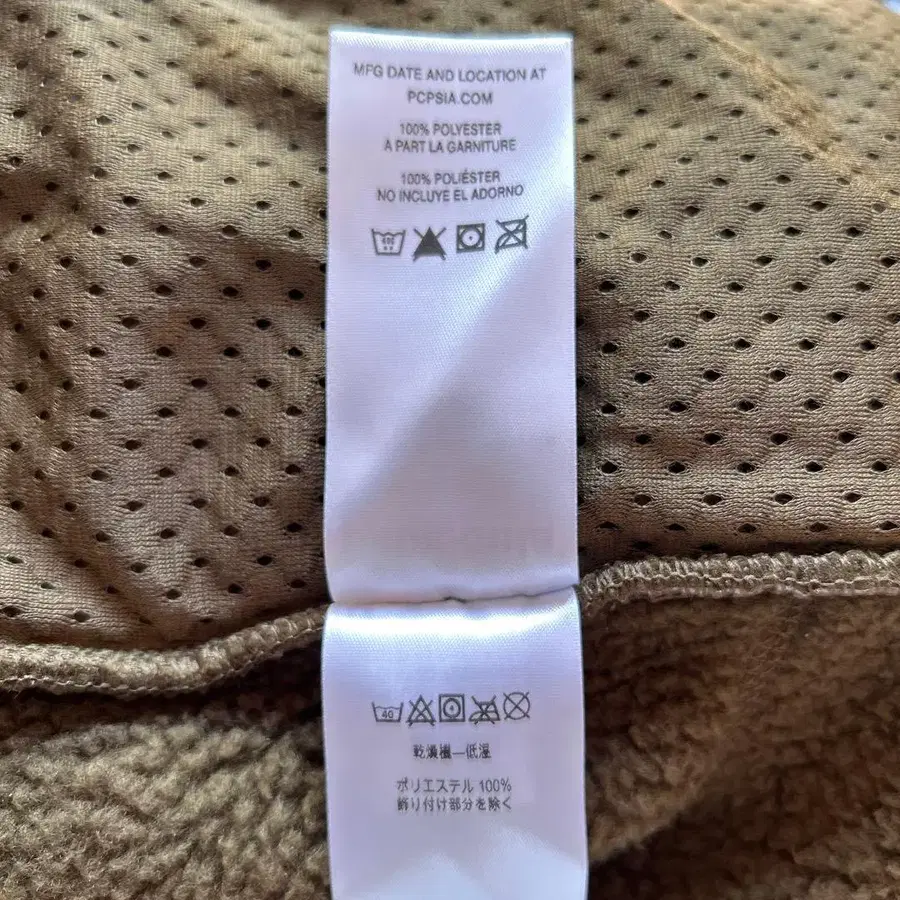 MFG DATE AND LOCATION AT
PCPSIA.COM
100% POLYESTER
A PART LA GARNITURE
100% POLIÉSTER
NO INCLUYE EL ADORNO
40
乾燥機—低温
ポリエステル 100%
飾り付け部分を除く